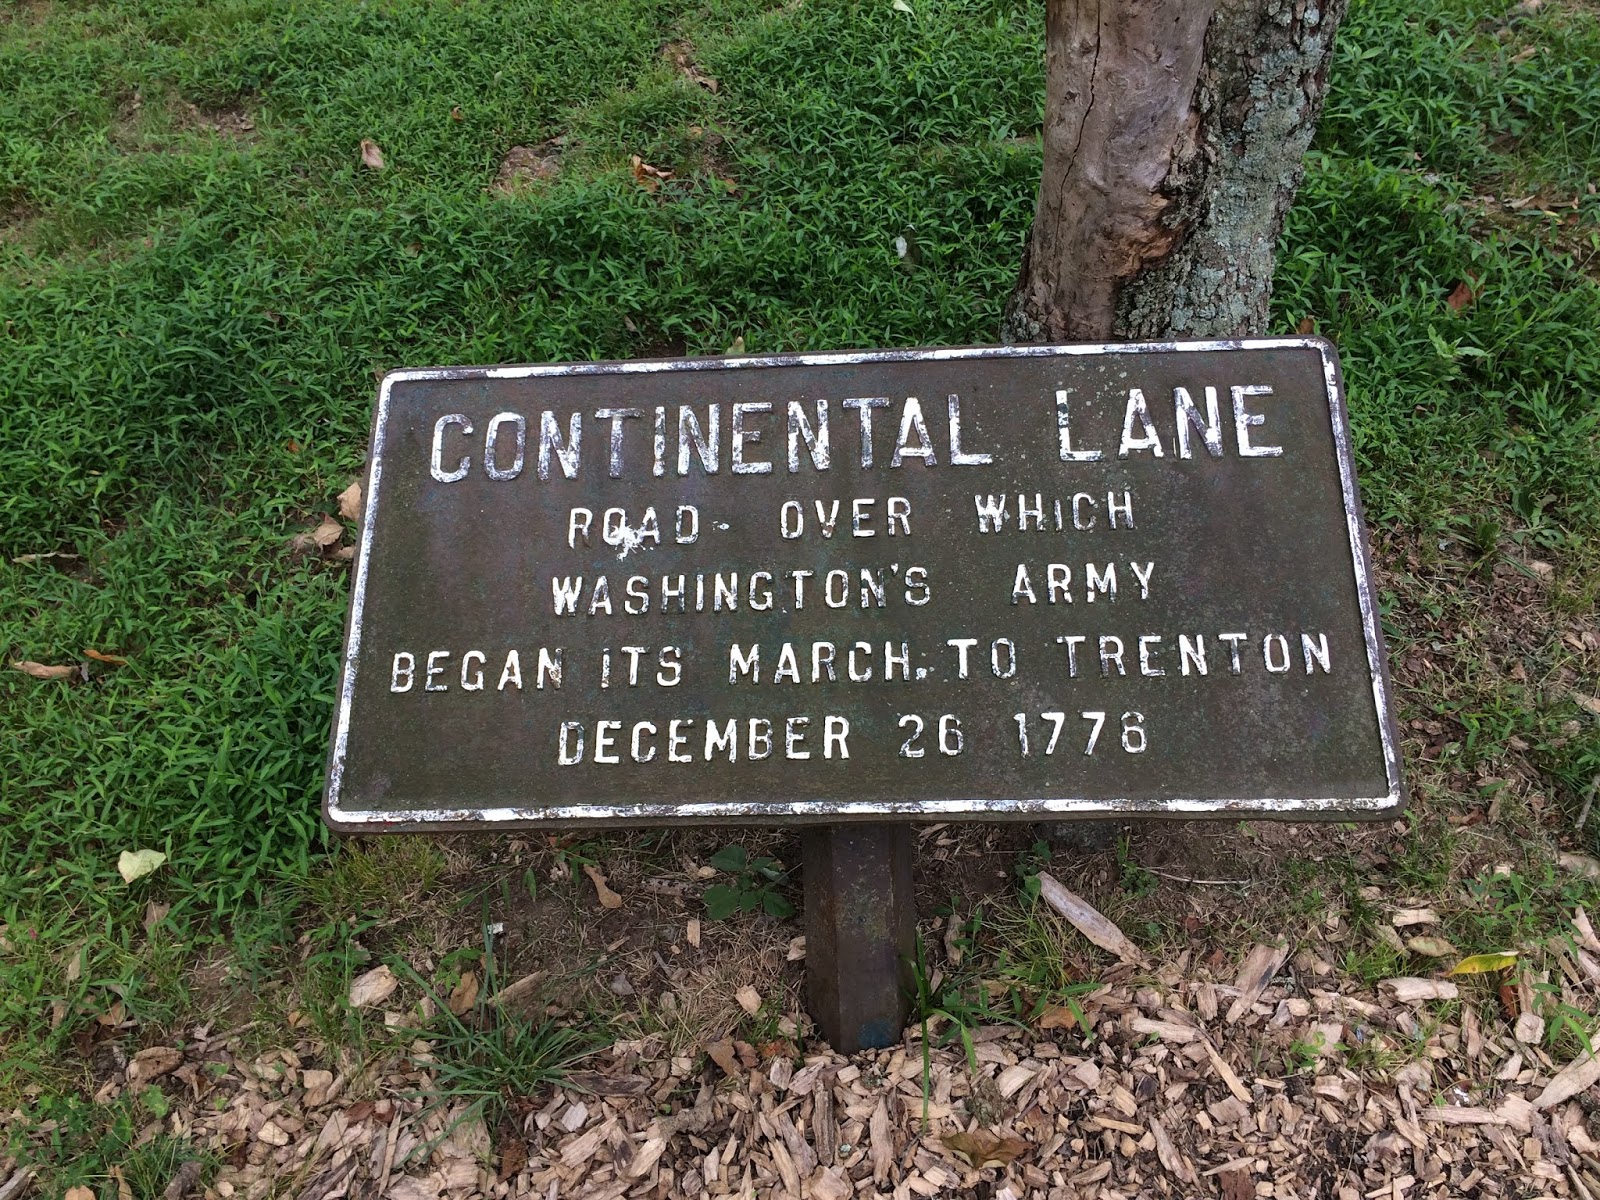 CONTINENTAL LANE
ROAD OVER WHICH
WASHINGTON'S ARMY
BEGAN ITS MARCH TO TRENTON
DECEMBER 26 1776